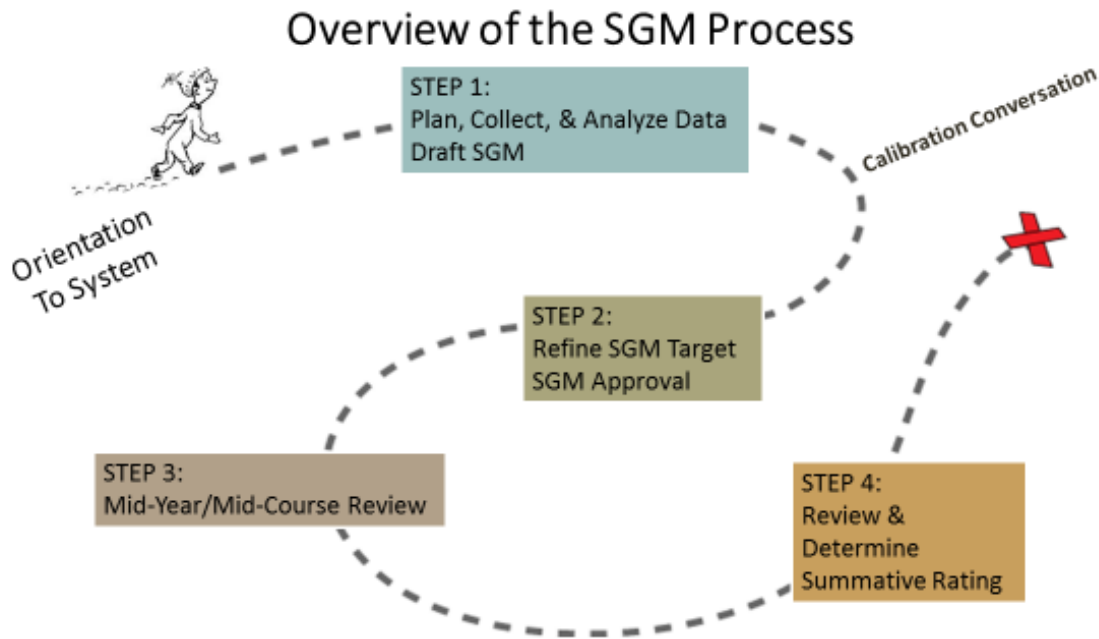 Overview of the SGM Process
Orientation
To System
STEP 1:
Plan, Collect, & Analyze Data
Draft SGM
Calibration Conversation
STEP 2:
Refine SGM Target
SGM Approval
STEP 3:
Mid-Year/Mid-Course Review
STEP 4:
Review &
Determine
Summative Rating